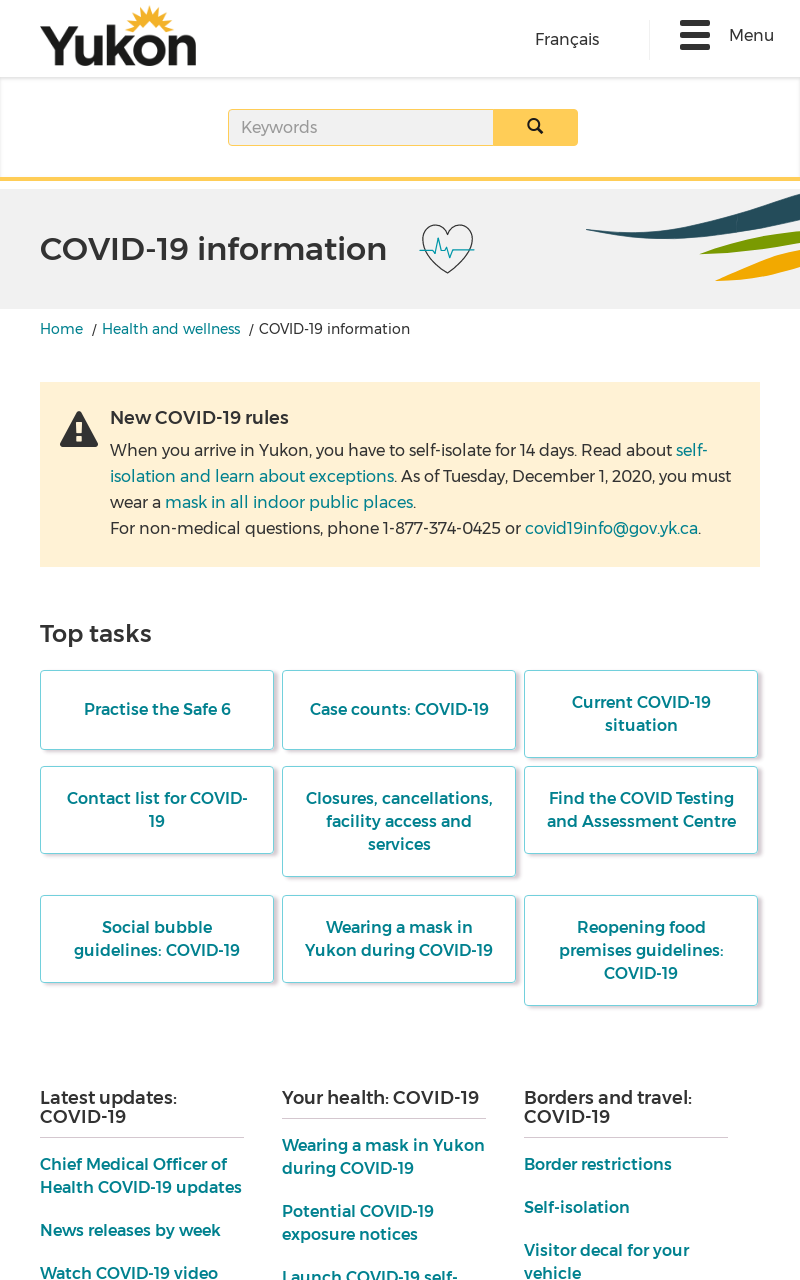 Yukon
Français
Menu
Keywords
COVID-19 information
Home / Health and wellness / COVID-19 information
New COVID-19 rules
When you arrive in Yukon, you have to self-isolate for 14 days. Read about self-
isolation and learn about exceptions. As of Tuesday, December 1, 2020, you must
wear a mask in all indoor public places.
For non-medical questions, phone 1-877-374-0425 or covid19info@gov.yk.ca.
Top tasks
Practise the Safe 6
Case counts: COVID-19
Current COVID-19
situation
Contact list for COVID-
19
Closures, cancellations,
facility access and
services
Find the COVID Testing
and Assessment Centre
Social bubble
guidelines: COVID-19
Wearing a mask in
Yukon during COVID-19
Reopening food
premises guidelines:
COVID-19
Latest updates:
COVID-19
Chief Medical Officer of
Health COVID-19 updates
News releases by week
Watch COVID-19 video
Your health: COVID-19
Wearing a mask in Yukon
during COVID-19
Potential COVID-19
exposure notices
Launch COVID-19 self-
Borders and travel:
COVID-19
Border restrictions
Self-isolation
Visitor decal for your
vehicle